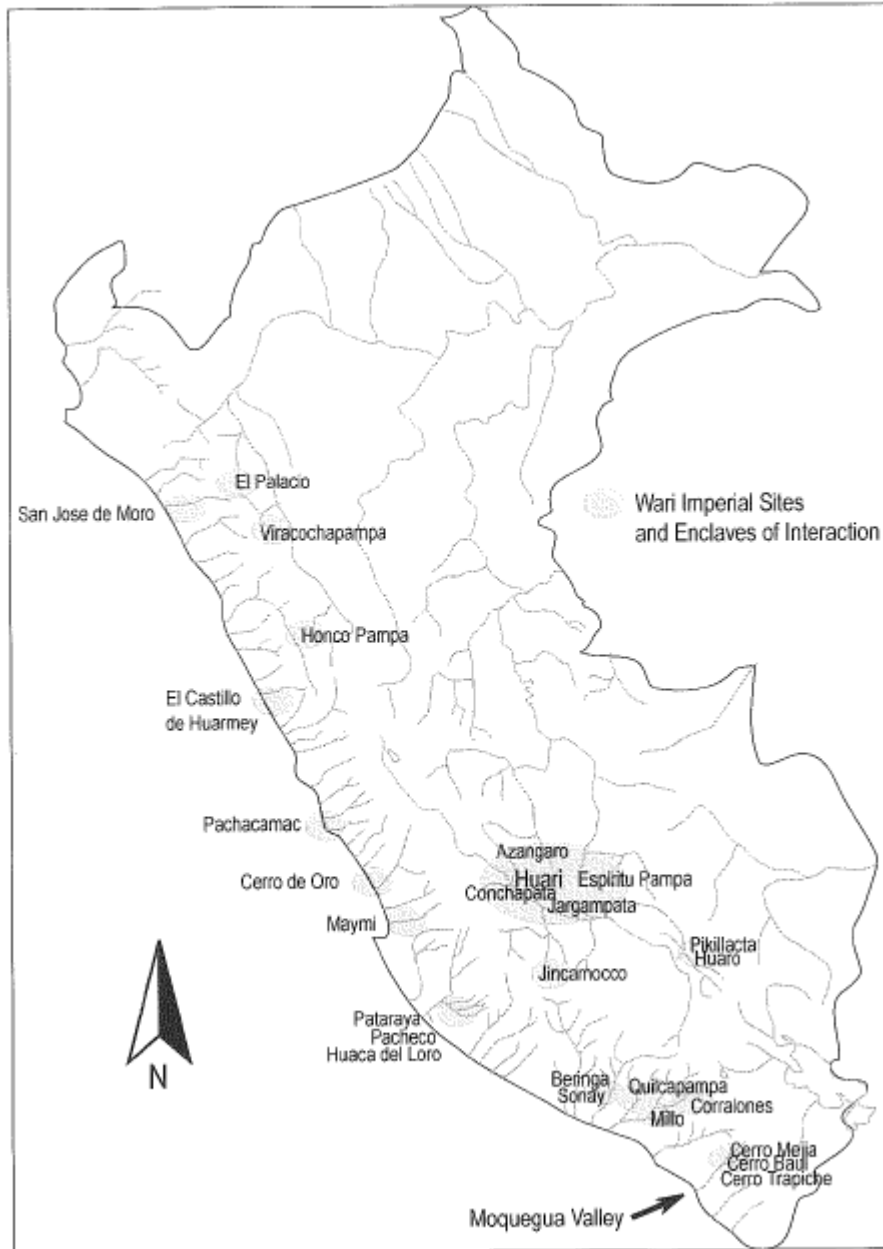 El Palacio
San Jose de Moro
Viracochapampa
Wari Imperial Sites
and Enclaves of Interaction
Honco Pampa
El Castillo
de Huarmey
Pachacamac
Azangaro
Cerro de Oro
Huari
Espiritu Pampa
Conchapata
Jargampata
Maymi
Pikillacta
Huaro
Jincamocco
Pataraya
Pacheco
Huaca del Loro
Beringa
Sonay
Quilcapampa
Corralones
Millo
Cerro Mejia
Cerro Baul
Cerro Trapiche
Moquegua Valley
N